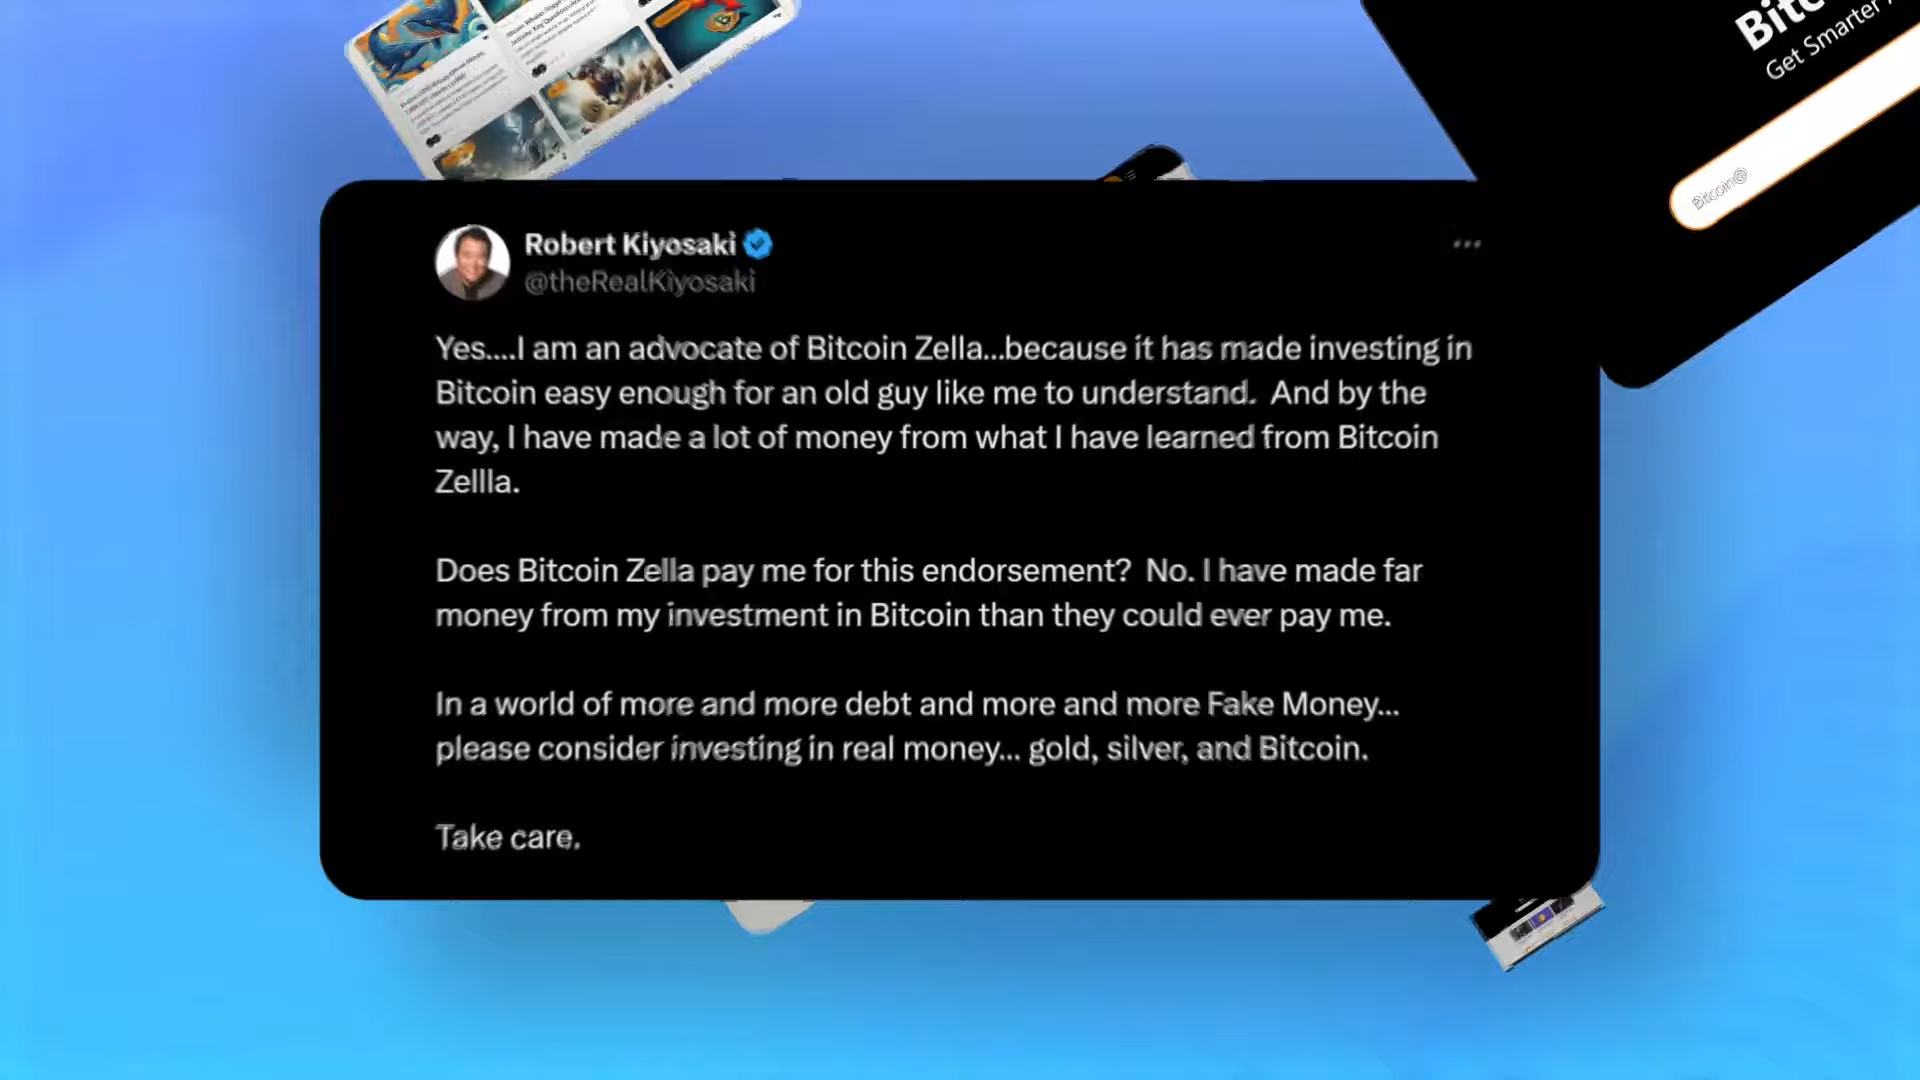 Bitc
Get Smarter
Bitcoin@
Robert Kiyosaki
@theRealKiyosaki
Yes....I am an advocate of Bitcoin Zella...because it has made investing in
Bitcoin easy enough for an old guy like me to understand.  And by the
way, I have made a lot of money from what I have learned from Bitcoin
Zellla.
Does Bitcoin Zella pay me for this endorsement?  No. I have made far
money from my investment in Bitcoin than they could ever pay me.
In a world of more and more debt and more and more Fake Money...
please consider investing in real money... gold, silver, and Bitcoin.
Take care.